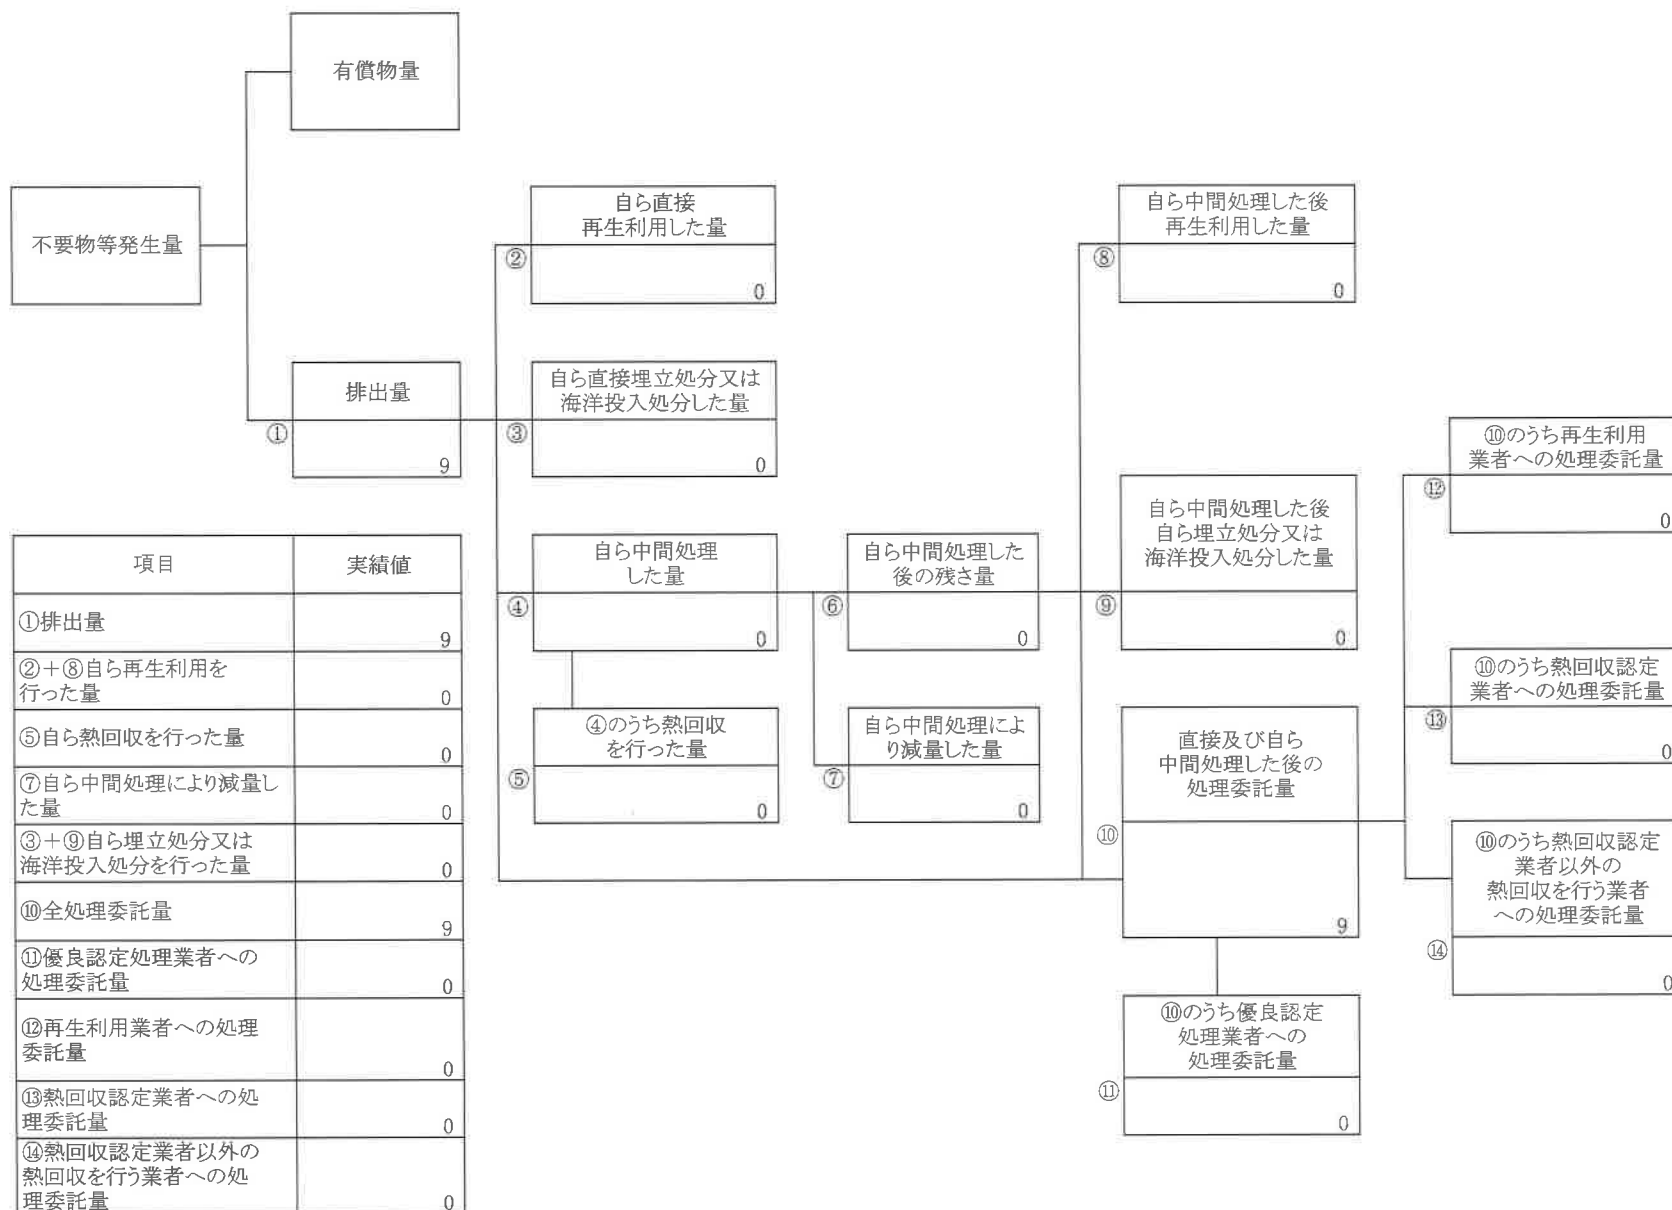 有償物量
不要物等発生量
自ら直接
再生利用した量
②
0
自ら中間処理した後
再生利用した量
⑧
0
排出量
①
9
自ら直接埋立処分又は
海洋投入処分した量
③
0
⑩のうち再生利用
業者への処理委託量
⑫
0
自ら中間処理
した量
④
0
自ら中間処理した
後の残さ量
⑥
0
自ら中間処理した後
自ら埋立処分又は
海洋投入処分した量
⑨
0
⑩のうち熱回収認定
業者への処理委託量
⑬
0
④のうち熱回収
を行った量
⑤
0
自ら中間処理によ
り減量した量
⑦
0
直接及び自ら
中間処理した後の
処理委託量
⑩
9
⑩のうち熱回収認定
業者以外の
熱回収を行う業者
への処理委託量
⑭
0
⑩のうち優良認定
処理業者への
処理委託量
⑪
0
項目 実績値
①排出量
9
②+⑧自ら再生利用を
行った量
0
⑤自ら熱回収を行った量
0
⑦自ら中間処理により減量し
た量
0
③+⑨自ら埋立処分又は
海洋投入処分を行った量
0
⑩全処理委託量
9
⑪優良認定処理業者への
処理委託量
0
⑫再生利用業者への処理
委託量
0
⑬熱回収認定業者への処
理委託量
0
⑭熱回収認定業者以外の
熱回収を行う業者への処
理委託量
0